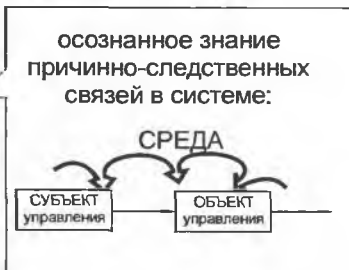 осознанное знание
причинно-следственных
связей в системе:
СРЕДА
СУБЪЕКТ
управления
ОБЪЕКТ
управления